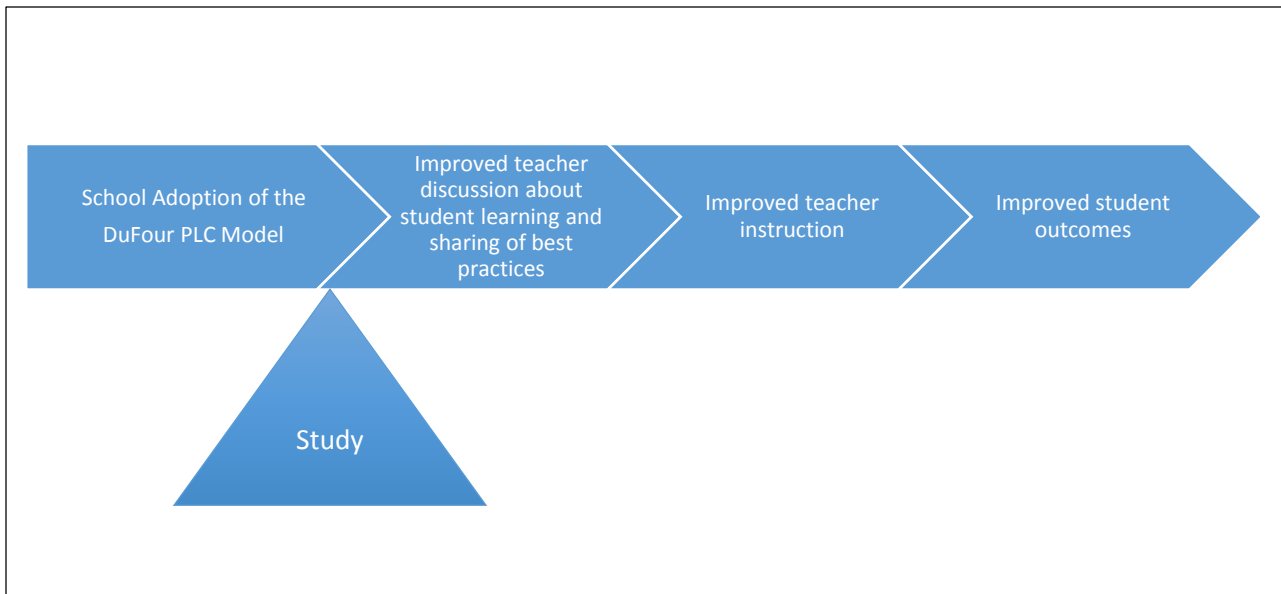 School Adoption of the
DuFour PLC Model
Improved teacher
discussion about
student learning and
sharing of best
practices
Improved teacher
instruction
Improved student
outcomes
Study